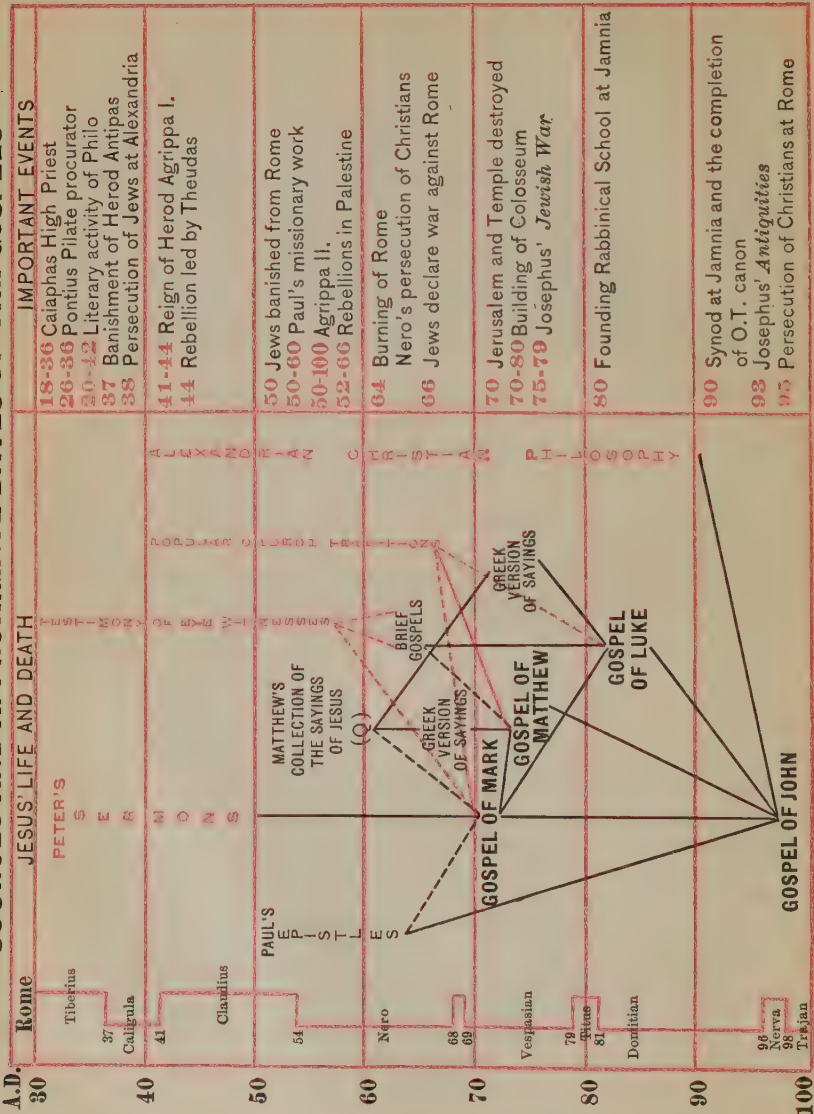 A.D.
Rome
JESUS' LIFE AND DEATH
IMPORTANT EVENTS
30
40
50
60
70
80
90
100
Tiberius
37
Caligula
41
Claudius
54
Nero
68
69
Vespasian
79
Titus
81
Domitian
96
Nerva
98
Trajan
PETER'S
SERMONS
TESTIMONY OF EYE WITNESSES
POPULAR ORAL TRADITIONS
ALEXANDRIAN CHRISTIAN PHILOSOPHY
PAUL'S
EPISTLES
MATTHEW'S
COLLECTION OF
THE SAYINGS
OF JESUS
(Q)
BRIEF
GOSPELS
GREEK
VERSION
OF SAYINGS
GREEK
VERSION
OF SAYINGS
GOSPEL OF MARK
GOSPEL OF
MATTHEW
GOSPEL
OF LUKE
GOSPEL OF JOHN
18-36 Caiaphas High Priest
26-36 Pontius Pilate procurator
20-42 Literary activity of Philo
37 Banishment of Herod Antipas
38 Persecution of Jews at Alexandria
41-44 Reign of Herod Agrippa I.
44 Rebellion led by Theudas
50 Jews banished from Rome
50-60 Paul's missionary work
50-100 Agrippa II.
52-66 Rebellions in Palestine
64 Burning of Rome
Nero's persecution of Christians
66 Jews declare war against Rome
70 Jerusalem and Temple destroyed
70-80 Building of Colosseum
75-79 Josephus' Jewish War
80 Founding Rabbinical School at Jamnia
90 Synod at Jamnia and the completion
of O.T. canon
93 Josephus' Antiquities
95 Persecution of Christians at Rome